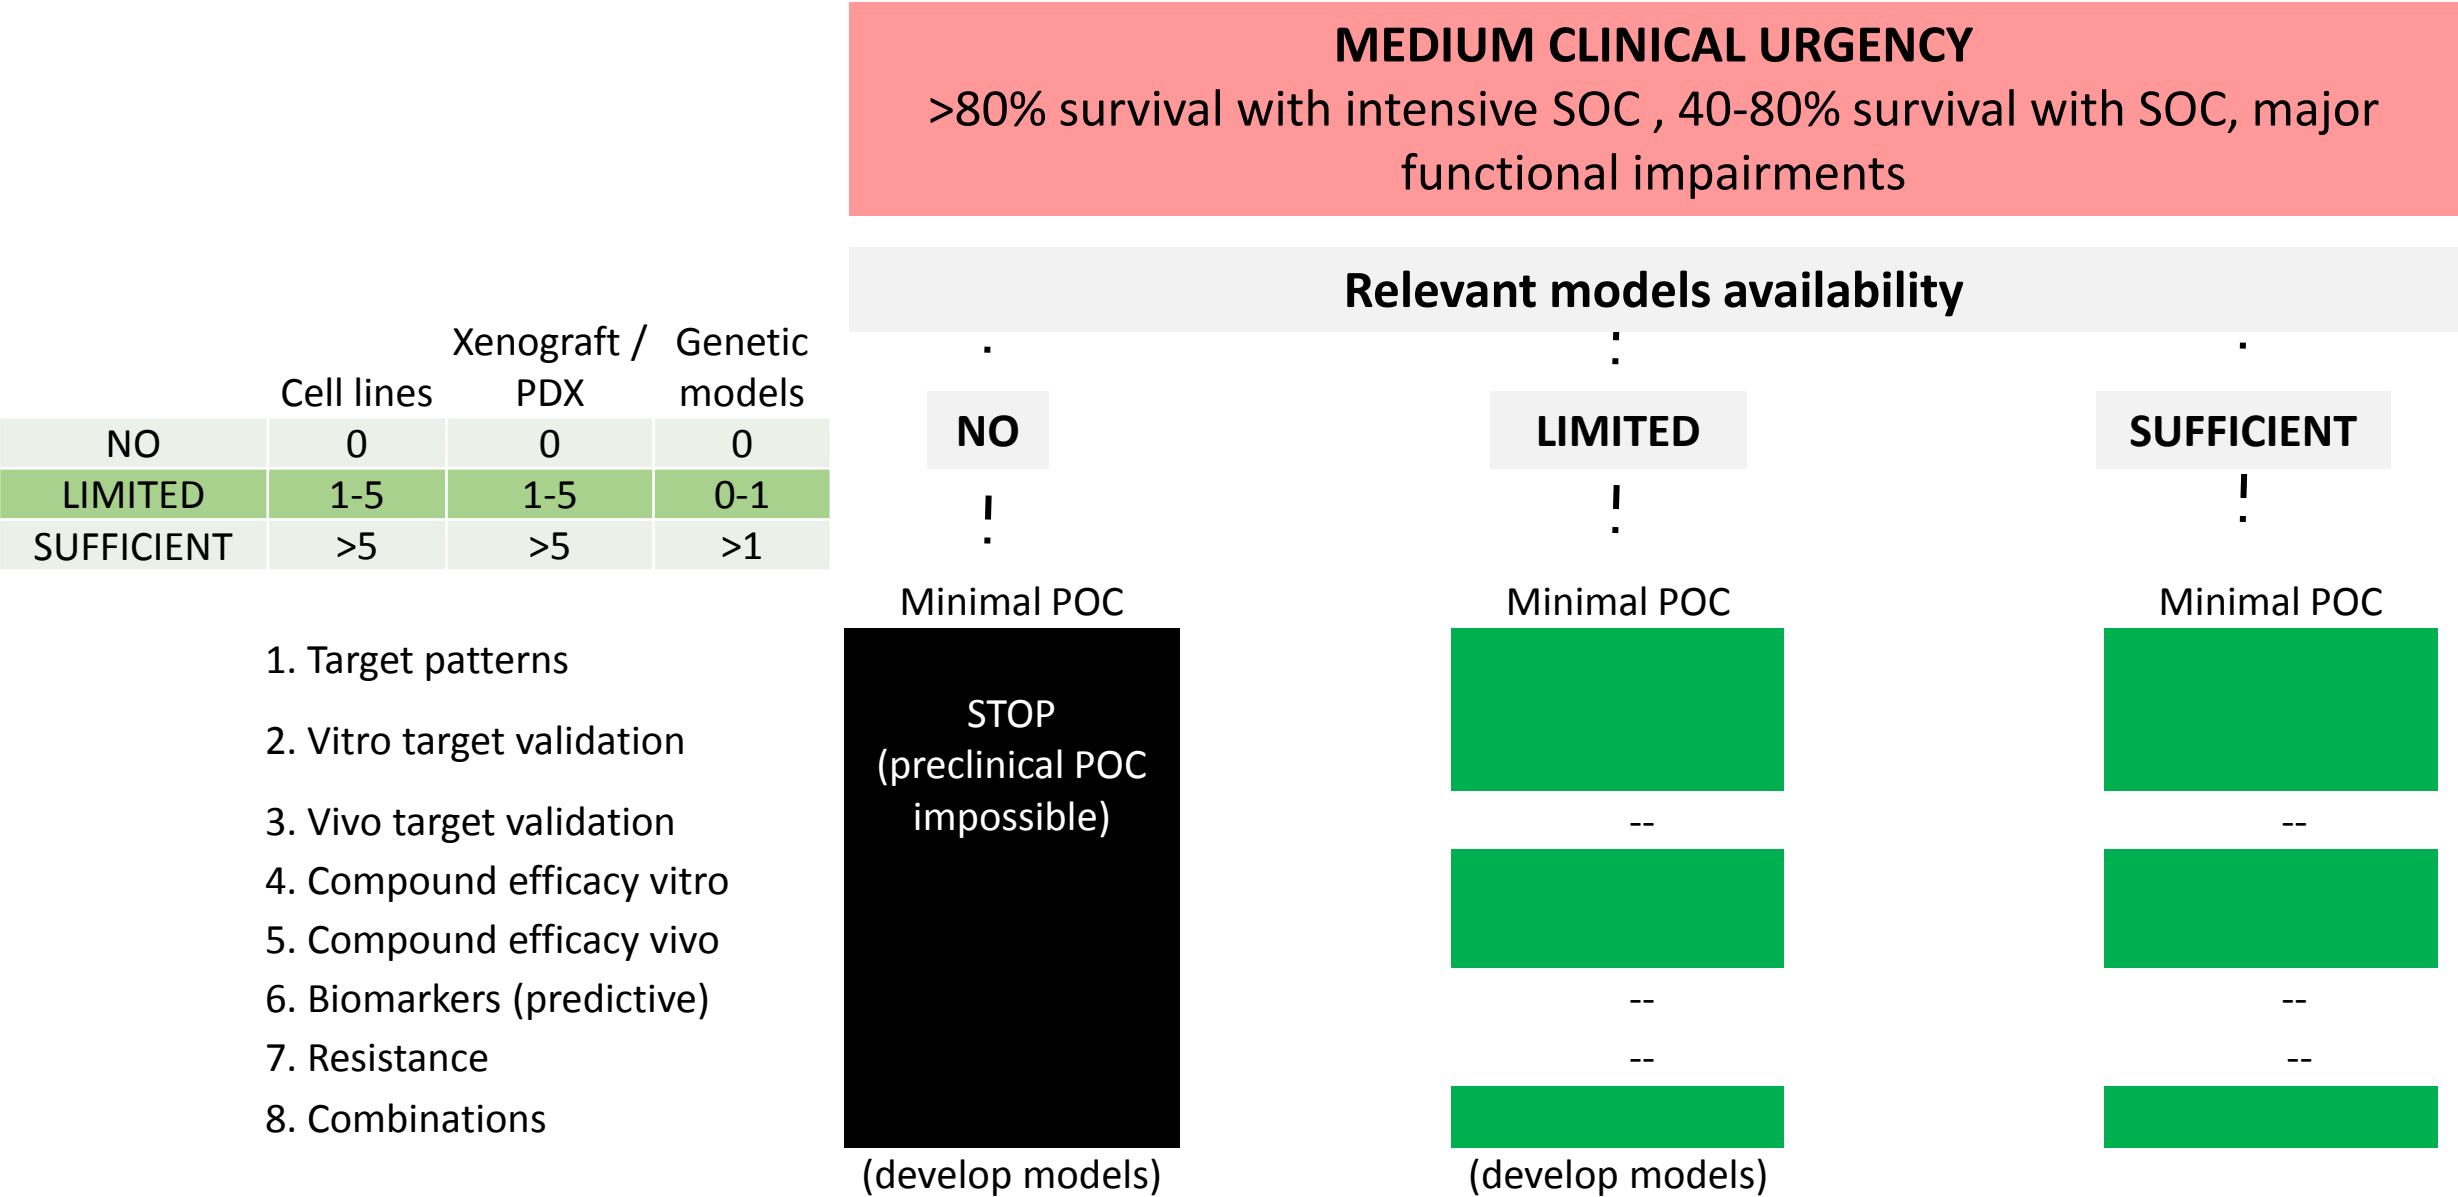 MEDIUM CLINICAL URGENCY
>80% survival with intensive SOC , 40-80% survival with SOC, major
functional impairments
Relevant models availability
Cell lines
Xenograft /
PDX
Genetic
models
NO 0 0 0
LIMITED 1-5 1-5 0-1
SUFFICIENT >5 >5 >1
NO
LIMITED
SUFFICIENT
Minimal POC
Minimal POC
Minimal POC
1. Target patterns
2. Vitro target validation
3. Vivo target validation -- --
4. Compound efficacy vitro
5. Compound efficacy vivo
6. Biomarkers (predictive) -- --
7. Resistance -- --
8. Combinations
STOP
(preclinical POC
impossible)
(develop models)
(develop models)